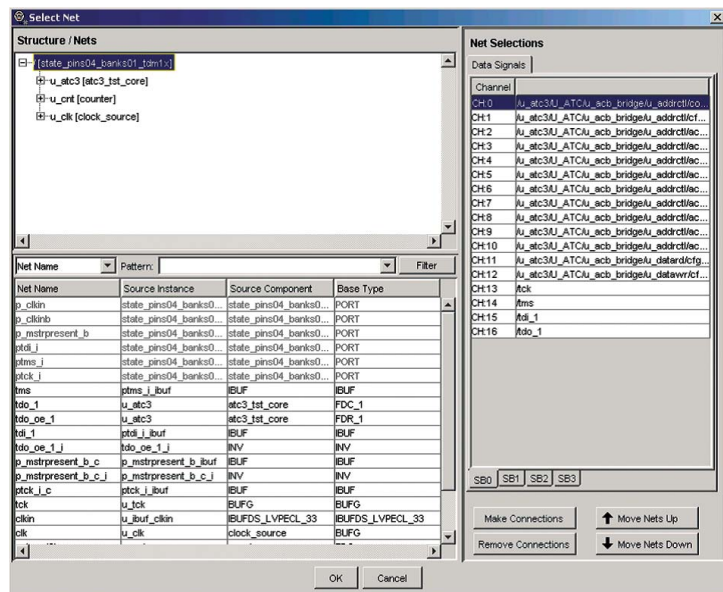 Select Net
Structure / Nets
/ [state_pins04_banks01_tdm1x]
u_atc3 [atc3_tst_core]
u_cnt [counter]
u_clk [clock_source]
Net Name Pattern: Filter
Net Name Source Instance Source Component Base Type
p_clkin state_pins04_banks0... state_pins04_banks0... PORT
p_clkinb state_pins04_banks0... state_pins04_banks0... PORT
p_mstrpresent_b state_pins04_banks0... state_pins04_banks0... PORT
ptdi_i state_pins04_banks0... state_pins04_banks0... PORT
ptms_i state_pins04_banks0... state_pins04_banks0... PORT
ptck_i state_pins04_banks0... state_pins04_banks0... PORT
tms ptms_i_ibuf IBUF IBUF
tdo_1 u_atc3 atc3_tst_core FDC_1
tdo_oe_1 u_atc3 atc3_tst_core FDR_1
tdi_1 ptdi_i_ibuf IBUF IBUF
tdo_oe_1_i tdo_oe_1_i INV INV
p_mstrpresent_b_c p_mstrpresent_b_ibuf IBUF IBUF
p_mstrpresent_b_c_i p_mstrpresent_b_c_i INV INV
ptck_i_c ptck_i_ibuf IBUF IBUF
tck u_tck BUFG BUFG
clkin u_ibuf_clkin IBUFDS_LVPECL_33 IBUFDS_LVPECL_33
clk u_clk clock_source BUFG
Net Selections
Data Signals
Channel
CH:0 /u_atc3/U_ATC/u_acb_bridge/u_addrctl/co...
CH:1 /u_atc3/U_ATC/u_acb_bridge/u_addrctl/cf...
CH:2 /u_atc3/U_ATC/u_acb_bridge/u_addrctl/ac...
CH:3 /u_atc3/U_ATC/u_acb_bridge/u_addrctl/ac...
CH:4 /u_atc3/U_ATC/u_acb_bridge/u_addrctl/ac...
CH:5 /u_atc3/U_ATC/u_acb_bridge/u_addrctl/ac...
CH:6 /u_atc3/U_ATC/u_acb_bridge/u_addrctl/ac...
CH:7 /u_atc3/U_ATC/u_acb_bridge/u_addrctl/ac...
CH:8 /u_atc3/U_ATC/u_acb_bridge/u_addrctl/ac...
CH:9 /u_atc3/U_ATC/u_acb_bridge/u_addrctl/ac...
CH:10 /u_atc3/U_ATC/u_acb_bridge/u_addrctl/ac...
CH:11 /u_atc3/U_ATC/u_acb_bridge/u_datard/cfg...
CH:12 /u_atc3/U_ATC/u_acb_bridge/u_datawr/cf...
CH:13 /tck
CH:14 /tms
CH:15 /tdi_1
CH:16 /tdo_1
SB0 SB1 SB2 SB3
Make Connections Move Nets Up
Remove Connections Move Nets Down
OK Cancel